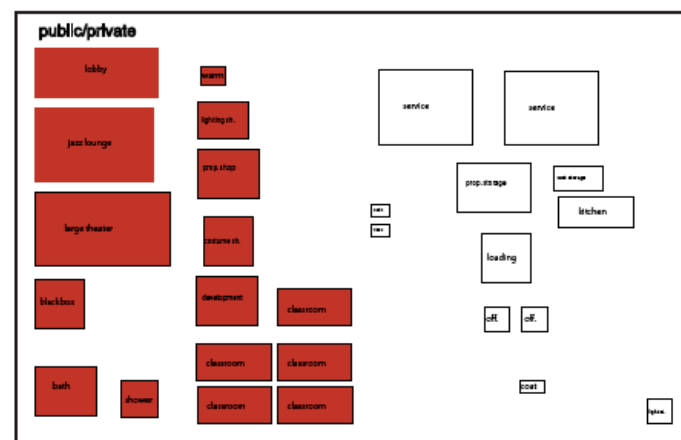 public/private
lobby
jazz lounge
large theater
blackbox
bath
shower
lighting sh.
prop. shop
costume sh.
development
classroom
classroom
classroom
classroom
classroom
service
service
prop. storage
kitchen
loading
off.
off.
coat